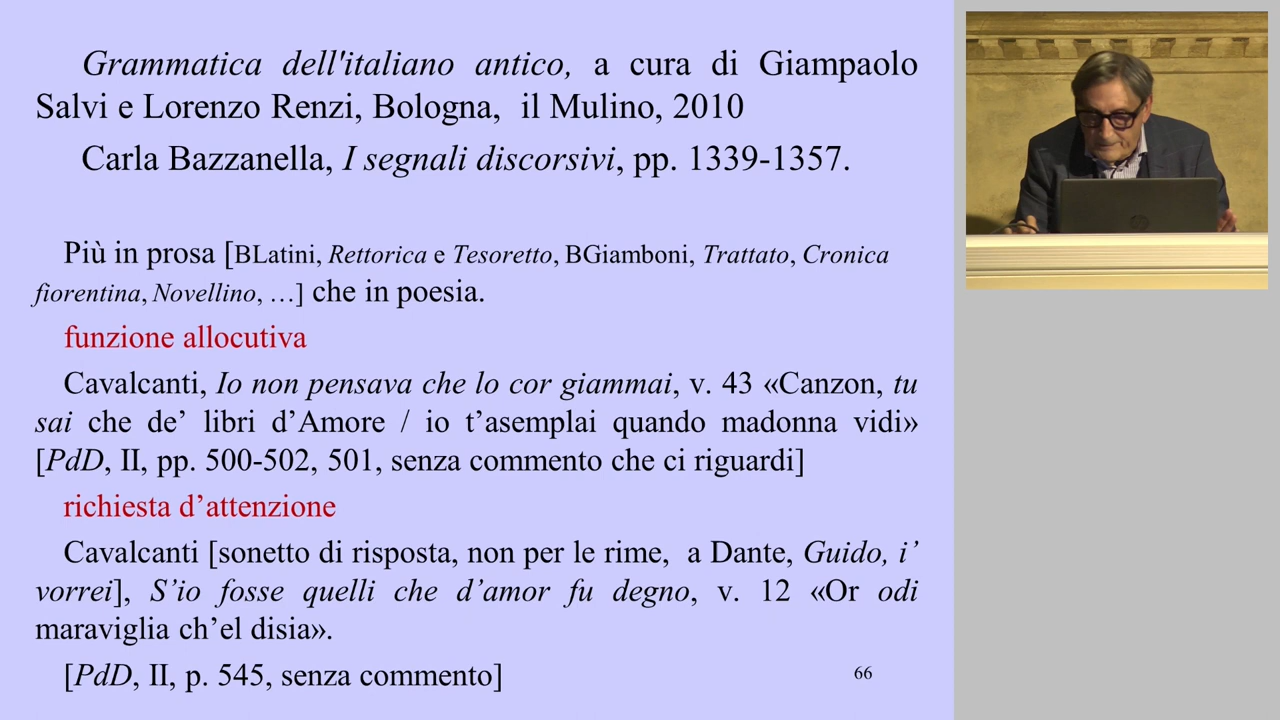 Grammatica dell'italiano antico, a cura di Giampaolo
Salvi e Lorenzo Renzi, Bologna, il Mulino, 2010
Carla Bazzanella, I segnali discorsivi, pp. 1339-1357.
Più in prosa [BLatini, Rettorica e Tesoretto, BGiamboni, Trattato, Cronica
fiorentina, Novellino, …] che in poesia.
funzione allocutiva
Cavalcanti, Io non pensava che lo cor giammai, v. 43 «Canzon, tu
sai che de’ libri d’Amore / io t’asemplai quando madonna vidi»
[PdD, II, pp. 500-502, 501, senza commento che ci riguardi]
richiesta d’attenzione
Cavalcanti [sonetto di risposta, non per le rime, a Dante, Guido, i’
vorrei], S’io fosse quelli che d’amor fu degno, v. 12 «Or odi
maraviglia ch’el disia».
[PdD, II, p. 545, senza commento]
66